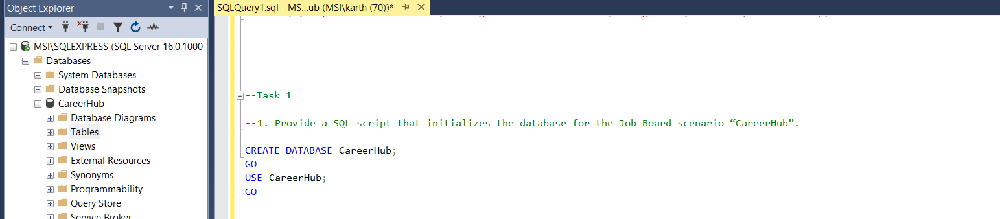 Object Explorer
Connect
MSI\SQLEXPRESS (SQL Server 16.0.1000 -
Databases
System Databases
Database Snapshots
CareerHub
Database Diagrams
Tables
Views
External Resources
Synonyms
Programmability
Query Store
Service Broker
SQLQuery1.sql - MS...ub (MSI\karth (70))*
--Task 1
--1. Provide a SQL script that initializes the database for the Job Board scenario “CareerHub”.
CREATE DATABASE CareerHub;
GO
USE CareerHub;
GO